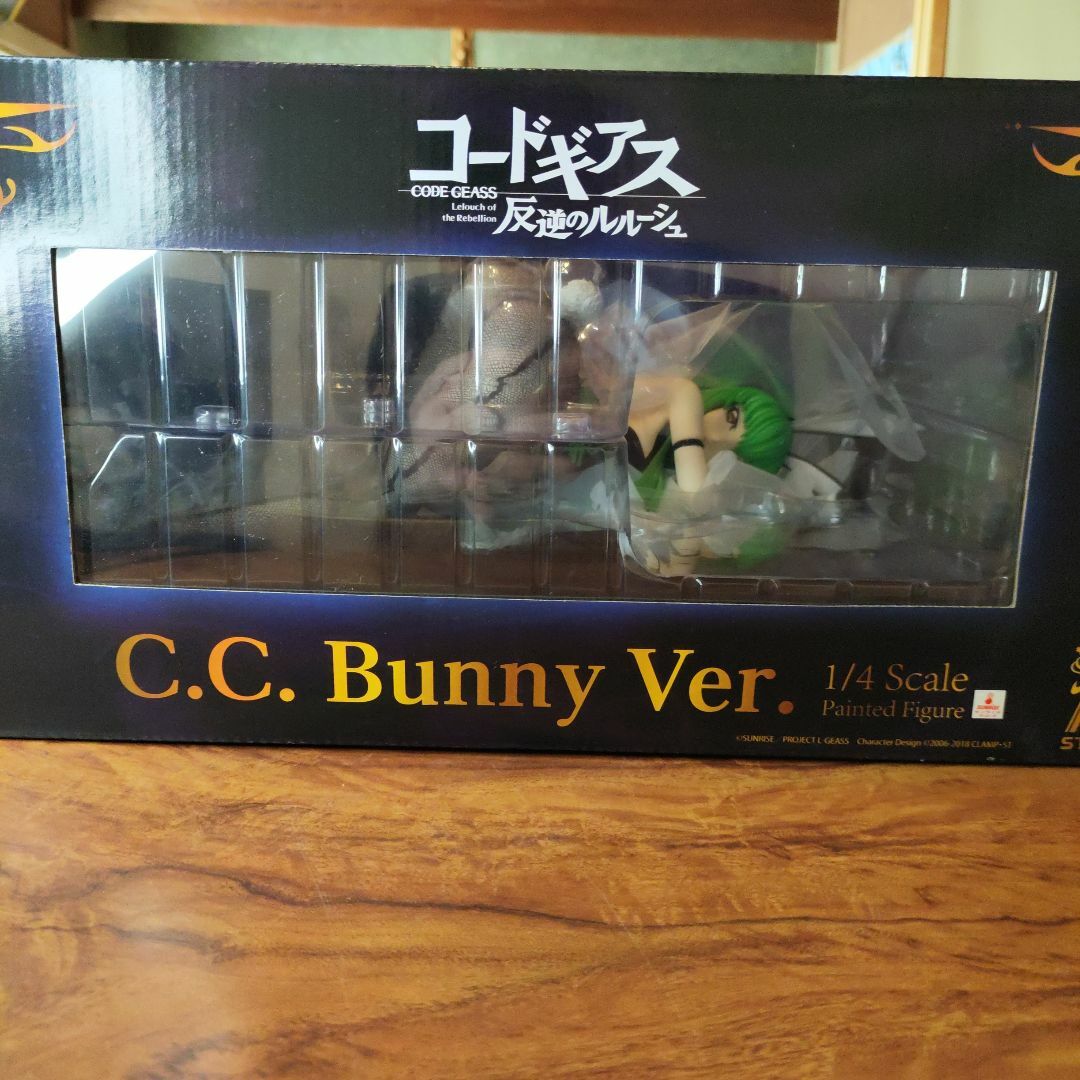 コードギアス
CODE GEASS
Lelouch of
the Rebellion
反逆のルルーシュ
C.C. Bunny Ver.
1/4 Scale
Painted Figure
SUNRISE
©SUNRISE PROJECT L-GEASS Character Design ©2006-2018 CLAMP・ST